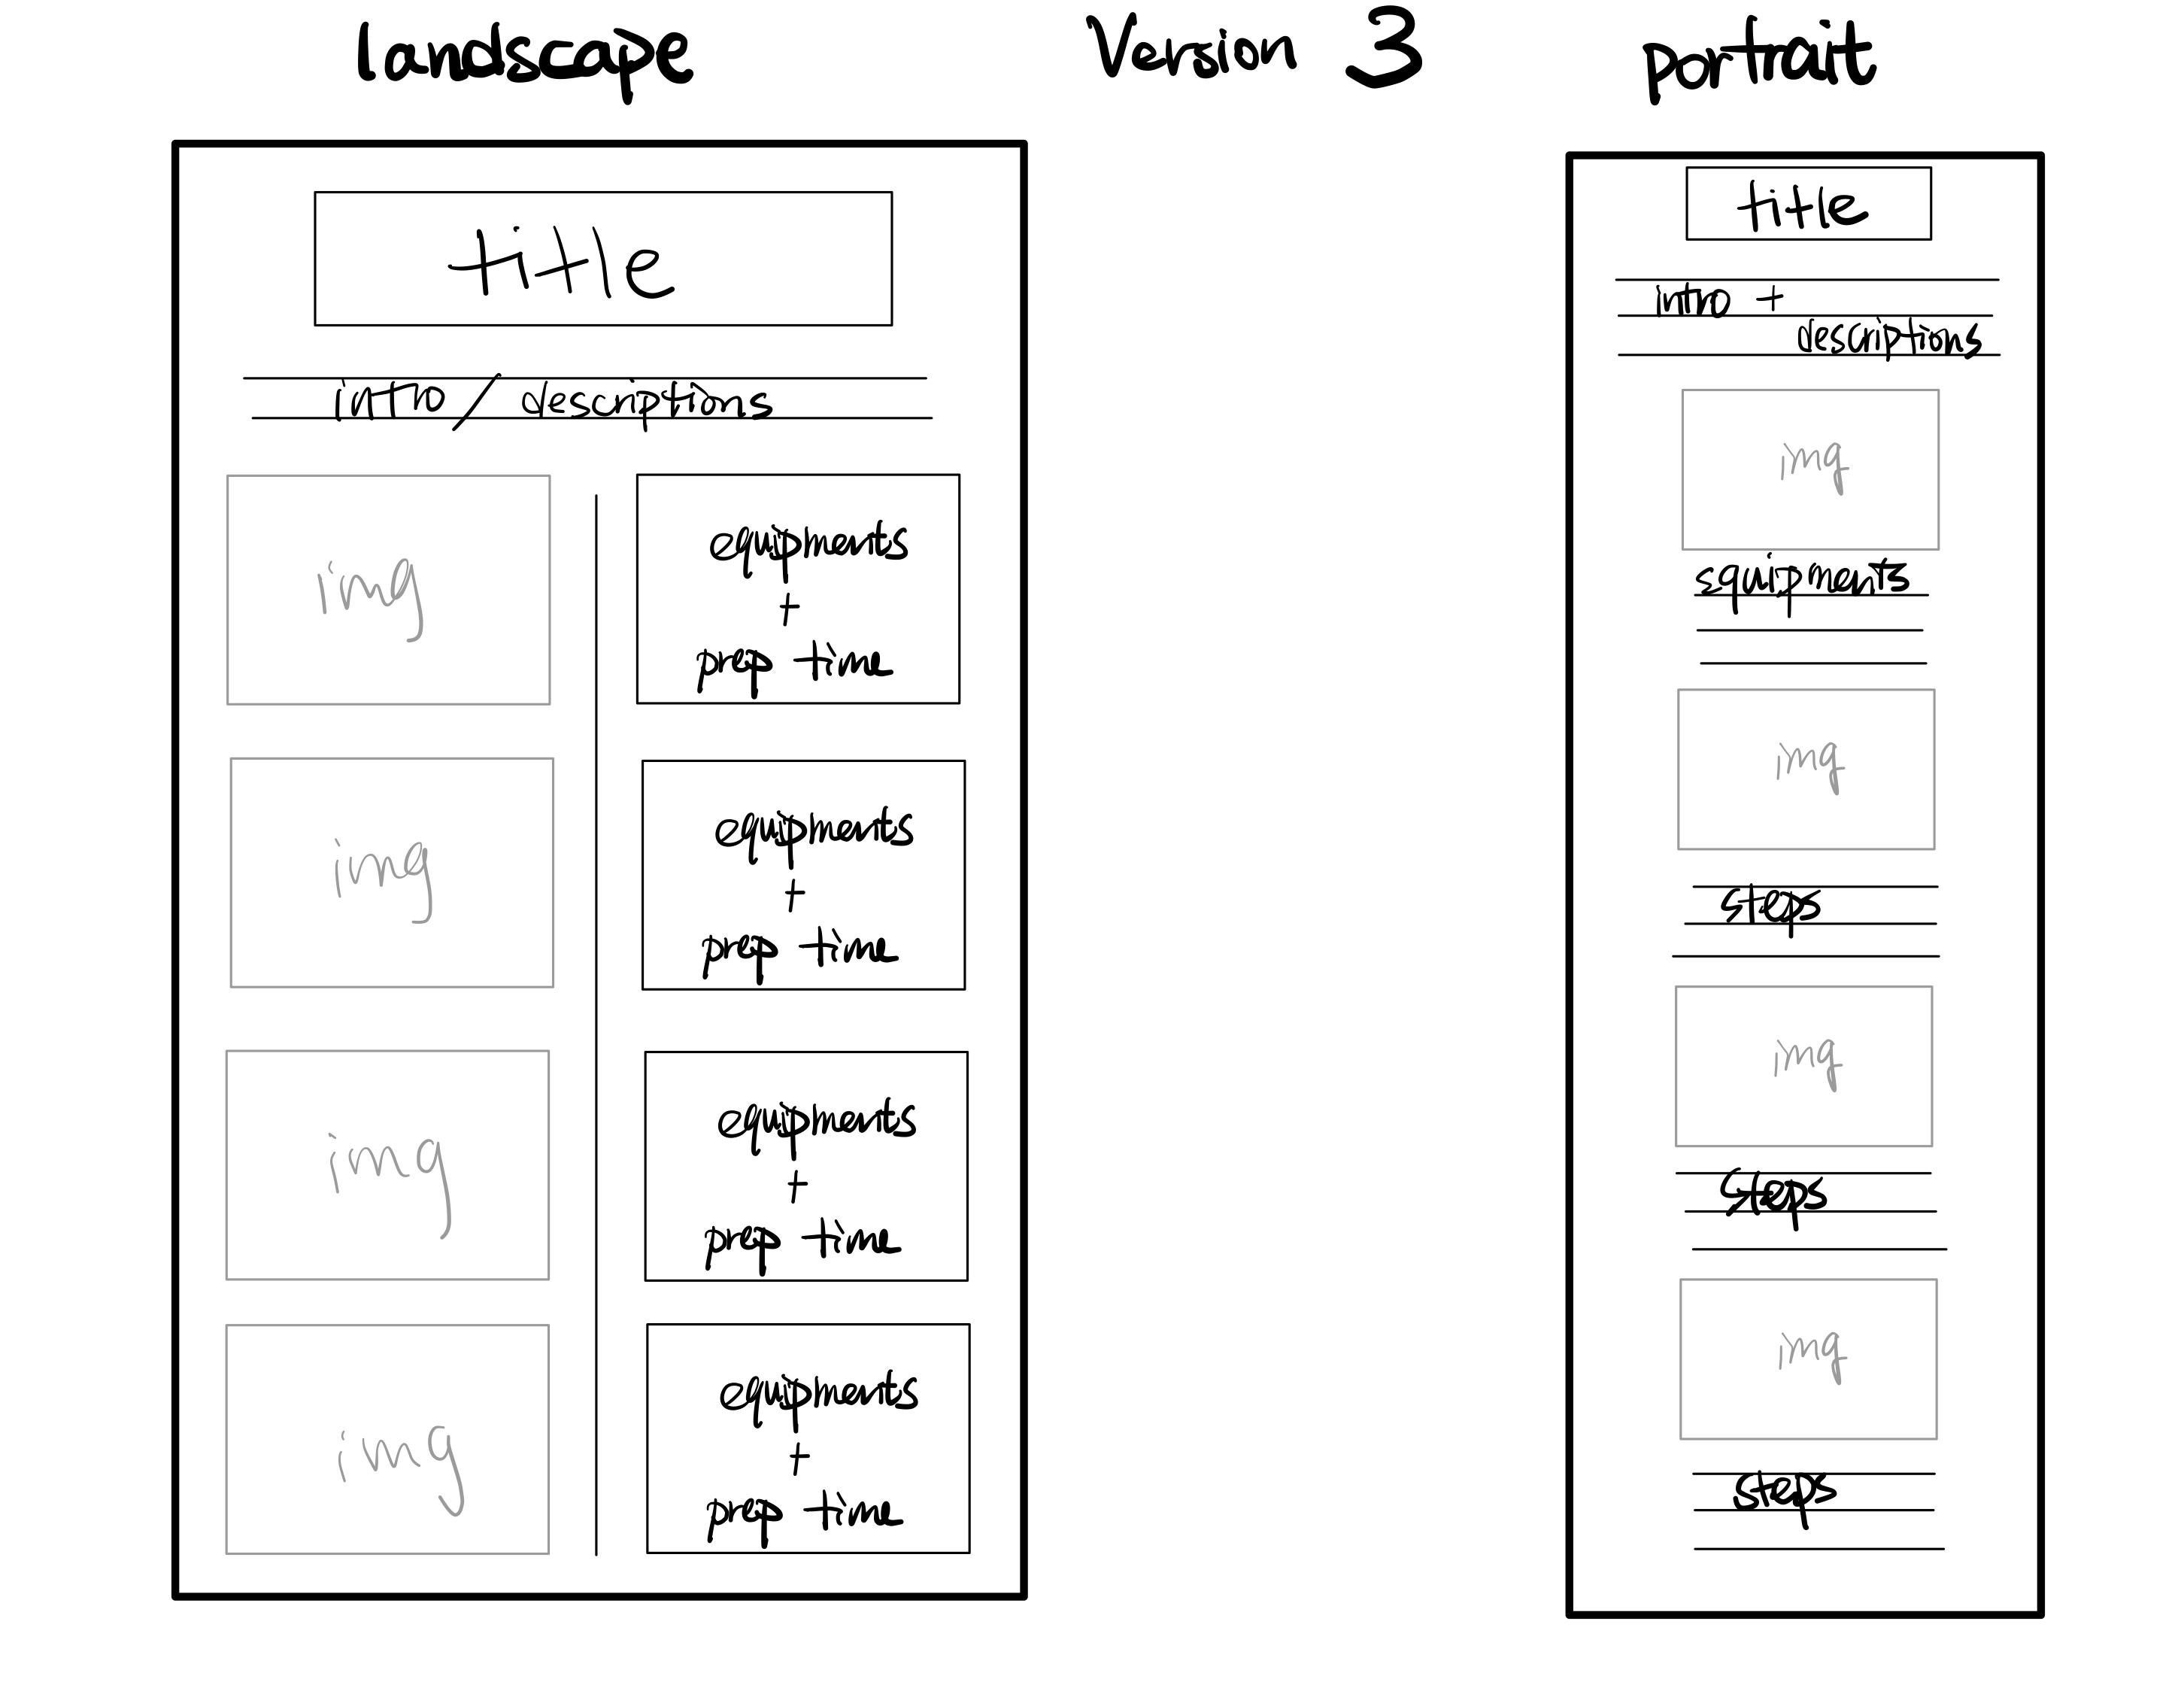 landscape
Version 3
portrait
title
intro / descriptions
img
equipments
+
prep time
img
equipments
+
prep time
img
equipments
+
prep time
img
equipments
+
prep time
title
intro +
descriptions
img
equipments
img
steps
img
steps
img
steps